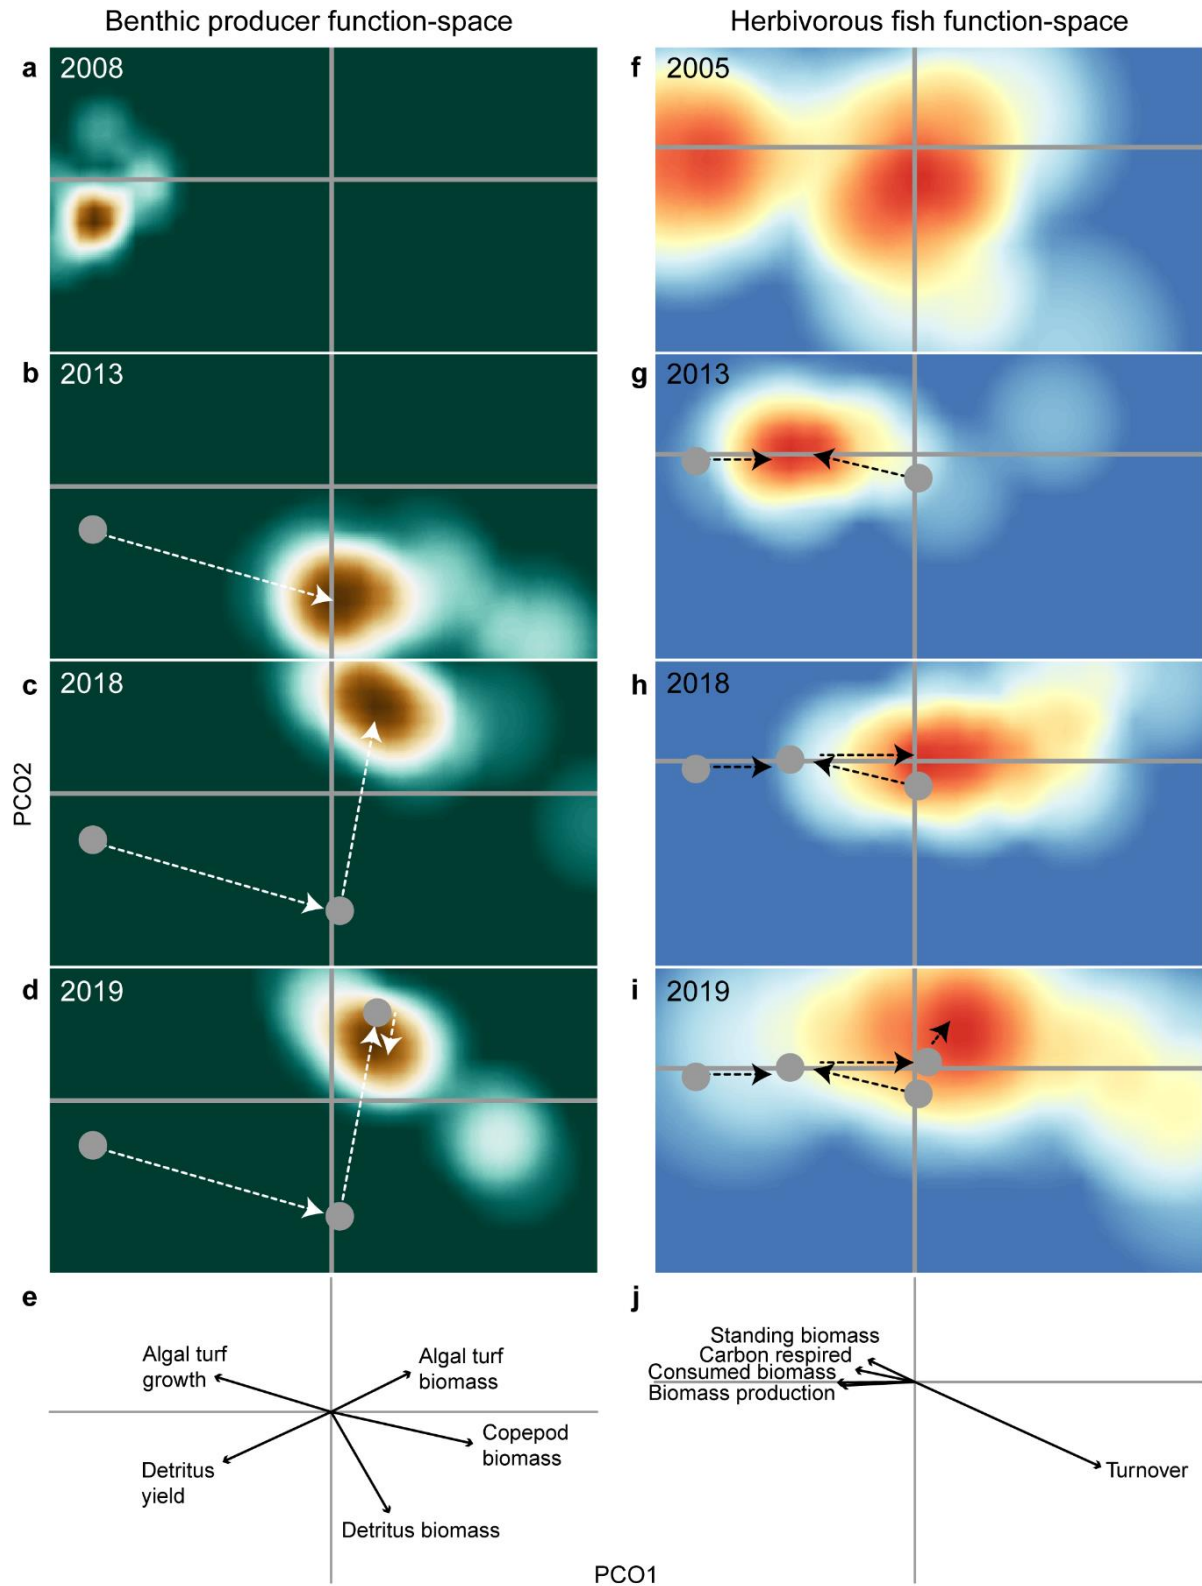 Benthic producer function-space
Herbivorous fish function-space
a
2008
f
2005
b
2013
g
2013
c
2018
h
2018
PCO2
d
2019
i
2019
e
Algal turf
growth
Algal turf
biomass
Copepod
biomass
Detritus
yield
Detritus biomass
j
Standing biomass
Carbon respired
Consumed biomass
Biomass production
Turnover
PCO1